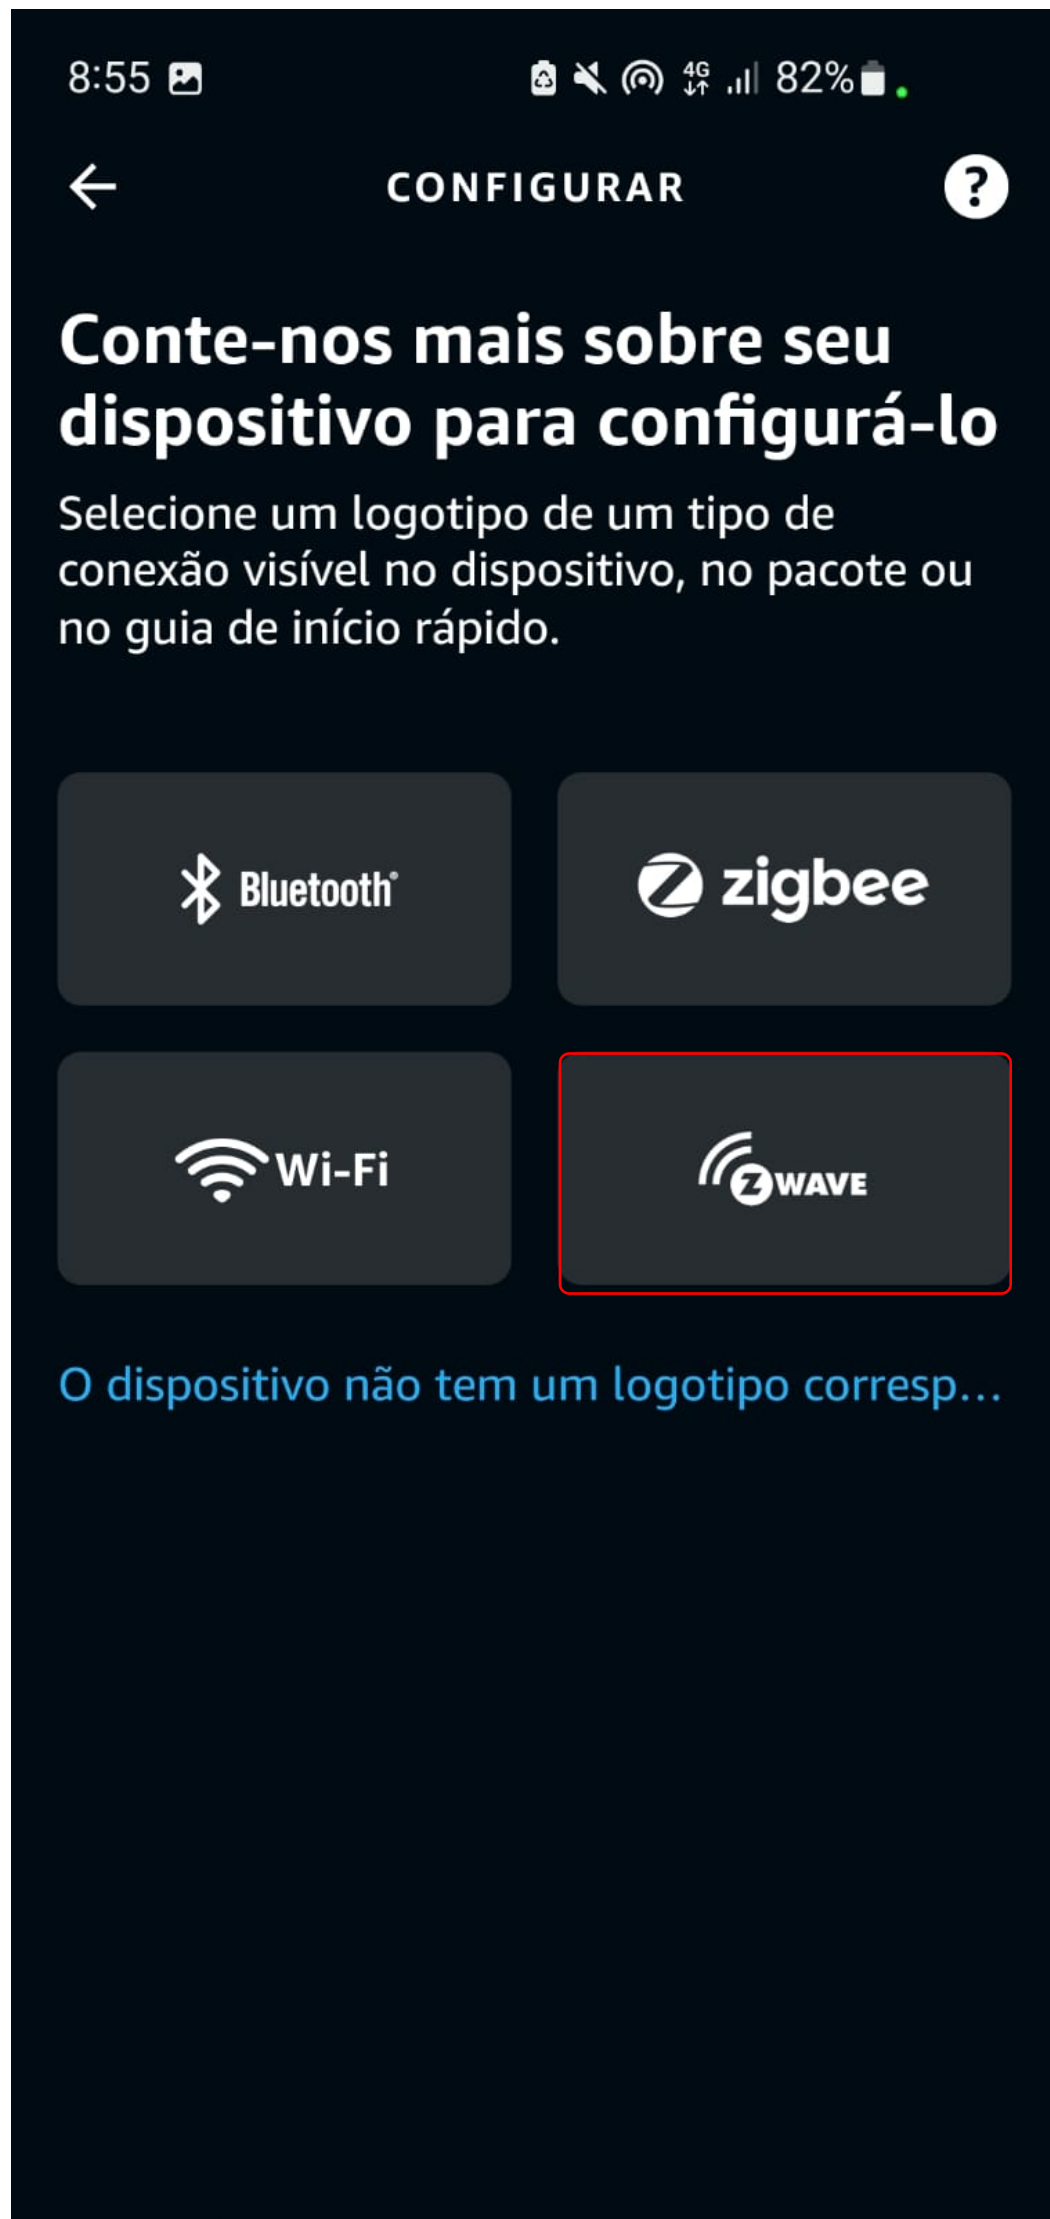 8:55 4G 82%
CONFIGURAR ?
Conte-nos mais sobre seu
dispositivo para configurá-lo
Selecione um logotipo de um tipo de
conexão visível no dispositivo, no pacote ou
no guia de início rápido.
Bluetooth®
zigbee
Wi-Fi
Z WAVE
O dispositivo não tem um logotipo corresp...